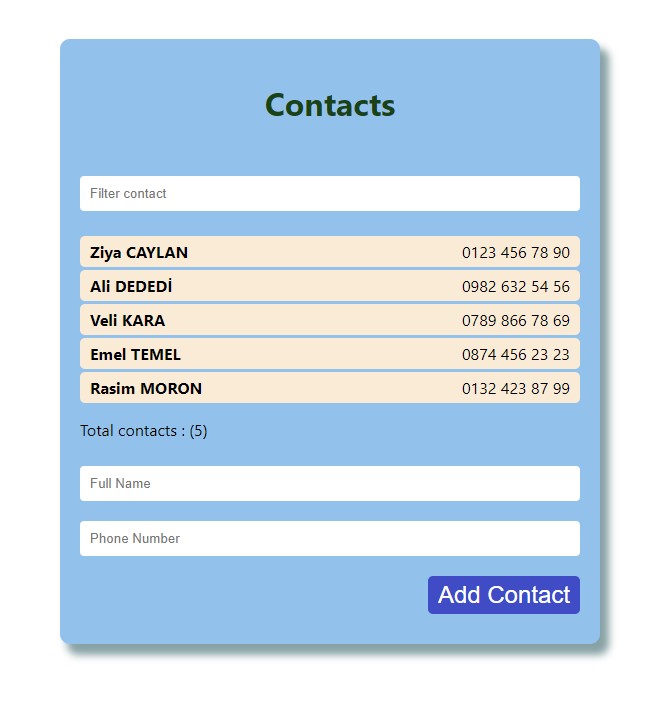 Contacts
Filter contact
Ziya CAYLAN 0123 456 78 90
Ali DEDEDİ 0982 632 54 56
Veli KARA 0789 866 78 69
Emel TEMEL 0874 456 23 23
Rasim MORON 0132 423 87 99
Total contacts : (5)
Full Name
Phone Number
Add Contact